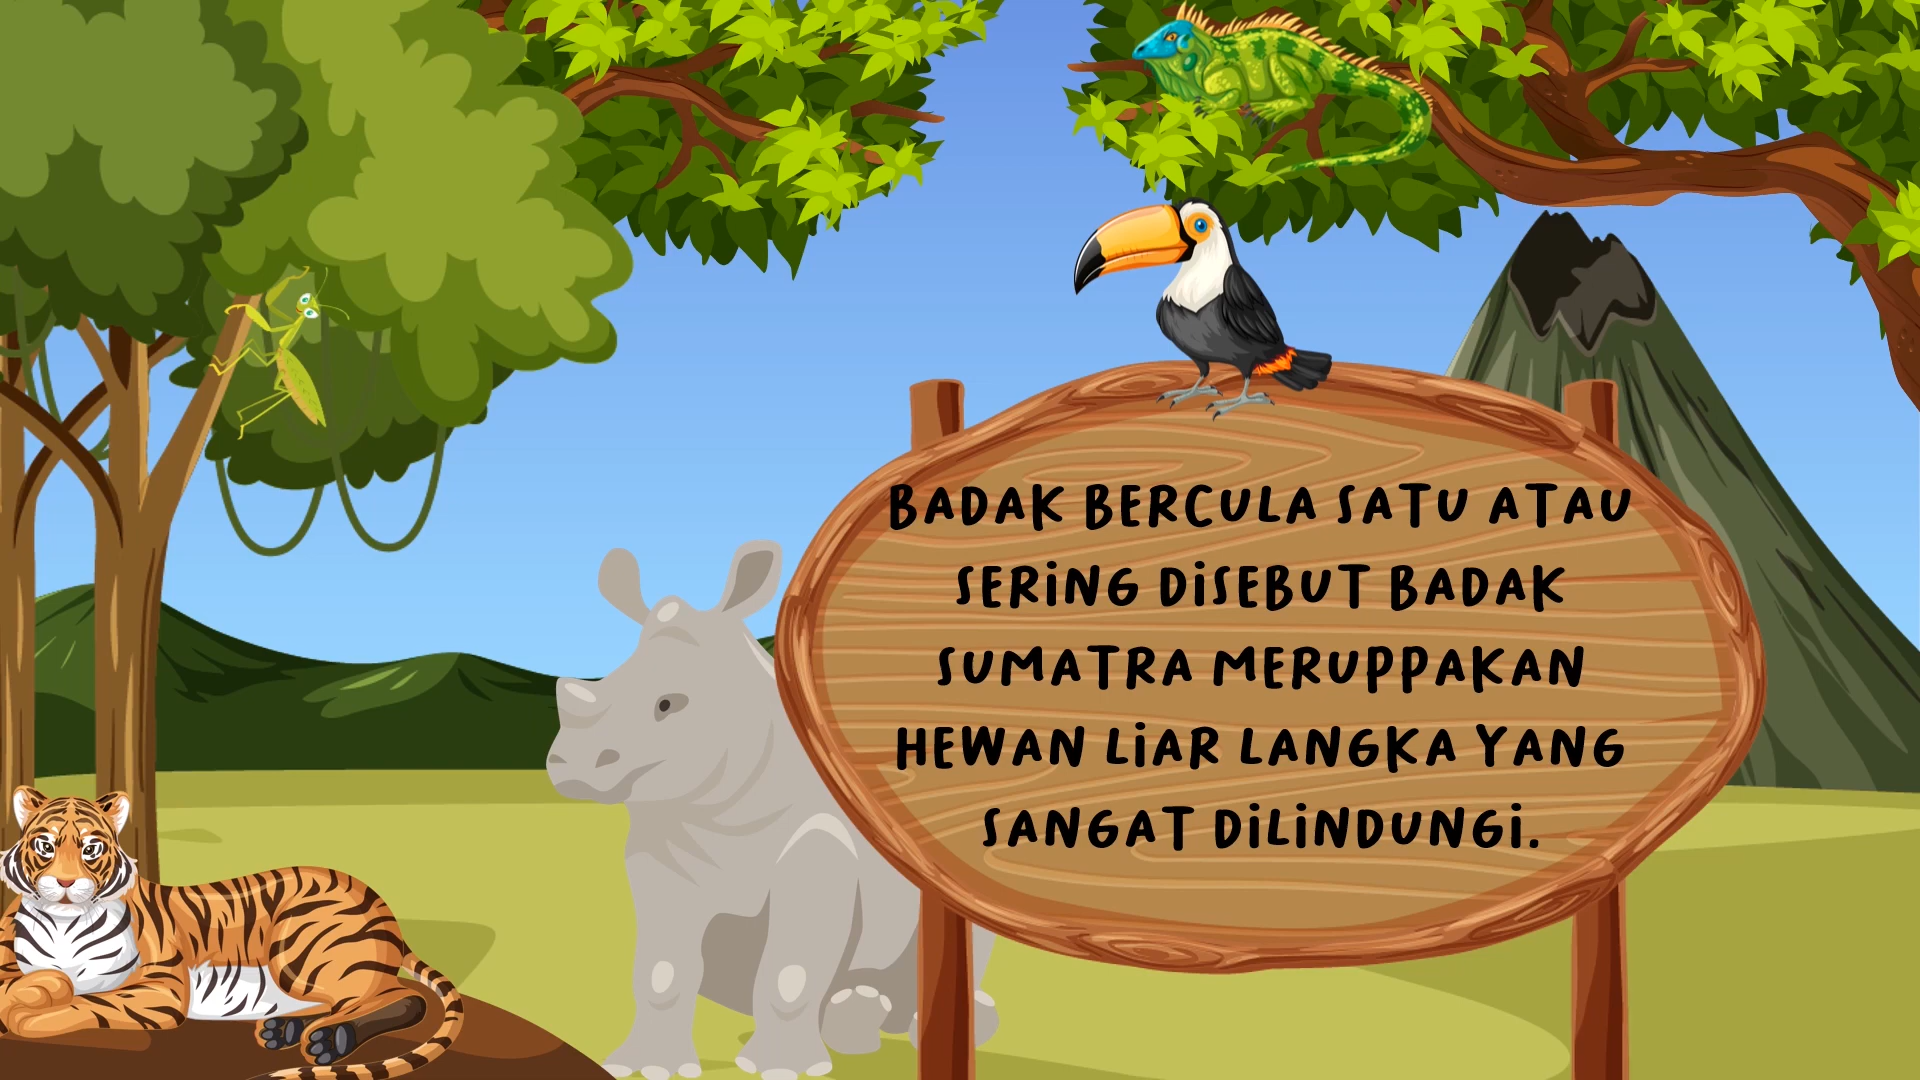 BADAK BERCULA SATU ATAU
SERING DISEBUT BADAK
SUMATRA MERUPPAKAN
HEWAN LIAR LANGKA YANG
SANGAT DILINDUNGI.